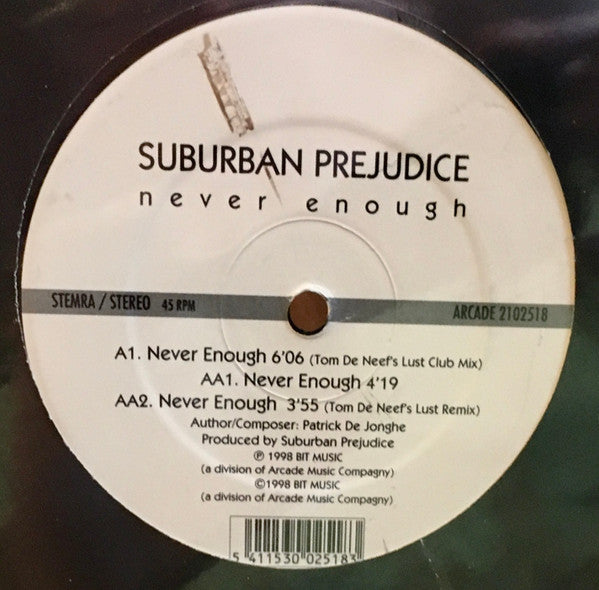 SUBURBAN PREJUDICE
never enough
STEMRA / STEREO 45 RPM
ARCADE 2102518
A1. Never Enough 6'06 (Tom De Neef's Lust Club Mix)
AA1. Never Enough 4'19
AA2. Never Enough 3'55 (Tom De Neef's Lust Remix)
Author/Composer: Patrick De Jonghe
Produced by Suburban Prejudice
℗ 1998 BIT MUSIC
(a division of Arcade Music Compagny)
©1998 BIT MUSIC
(a division of Arcade Music Compagny)
5 411530 025183